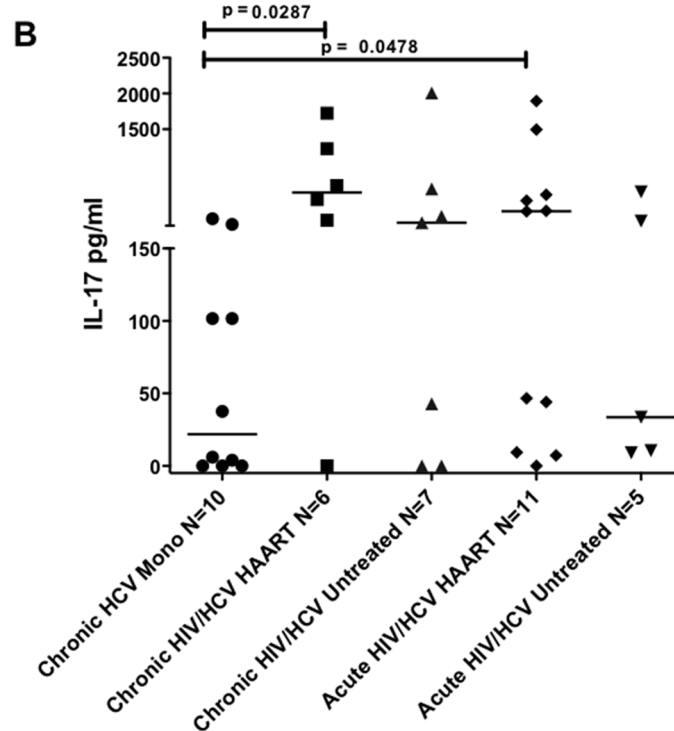 p = 0.0287
B
p = 0.0478
2500
2000
1500
150
100
50
0
IL-17 pg/ml
Chronic HCV Mono N=10
Chronic HIV/HCV HAART N=6
Chronic HIV/HCV Untreated N=7
Acute HIV/HCV HAART N=11
Acute HIV/HCV Untreated N=5